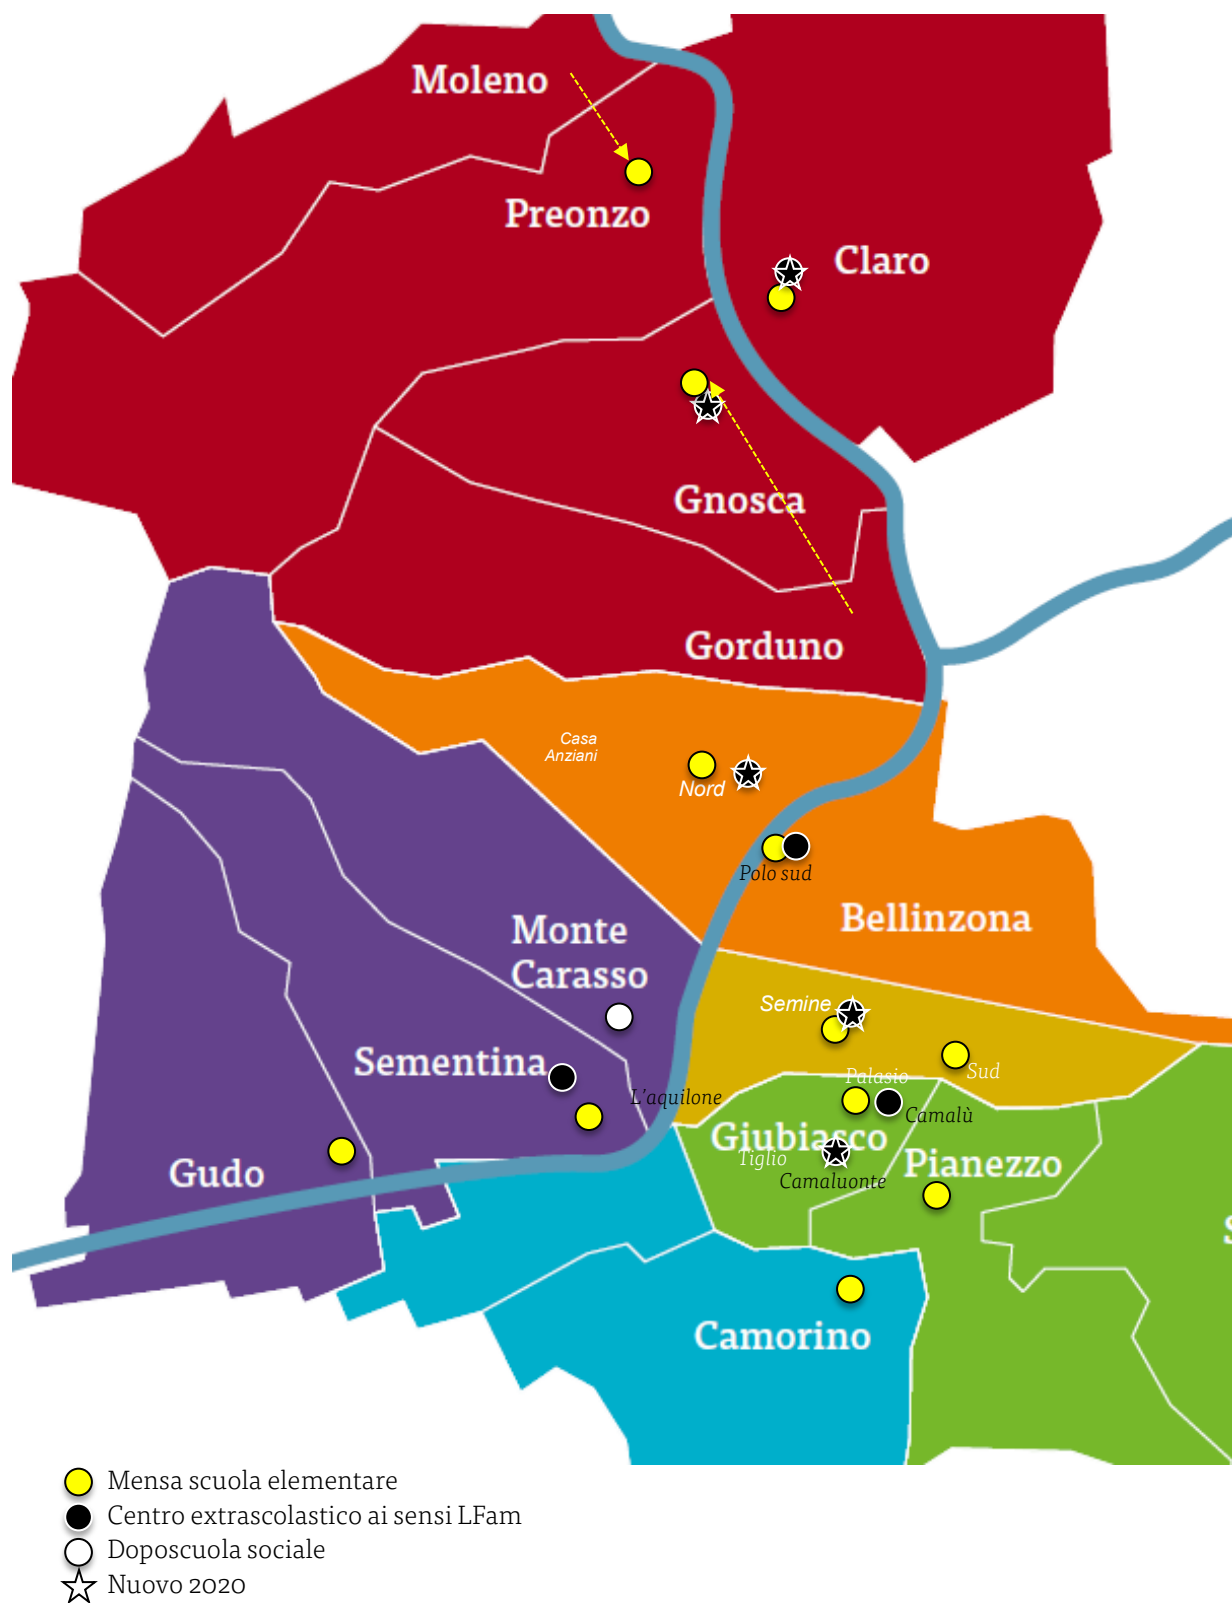 Moleno
Preonzo
Claro
Gnosca
Gorduno
Casa
Anziani
Nord
Polo sud
Bellinzona
Monte
Carasso
Semine
Sementina
Sud
Palasio
L'aquilone
Camalù
Giubiasco
Tiglio
Pianezzo
Gudo
Camaluonte
S
Camorino
Mensa scuola elementare
Centro extrascolastico ai sensi LFam
Doposcuola sociale
Nuovo 2020